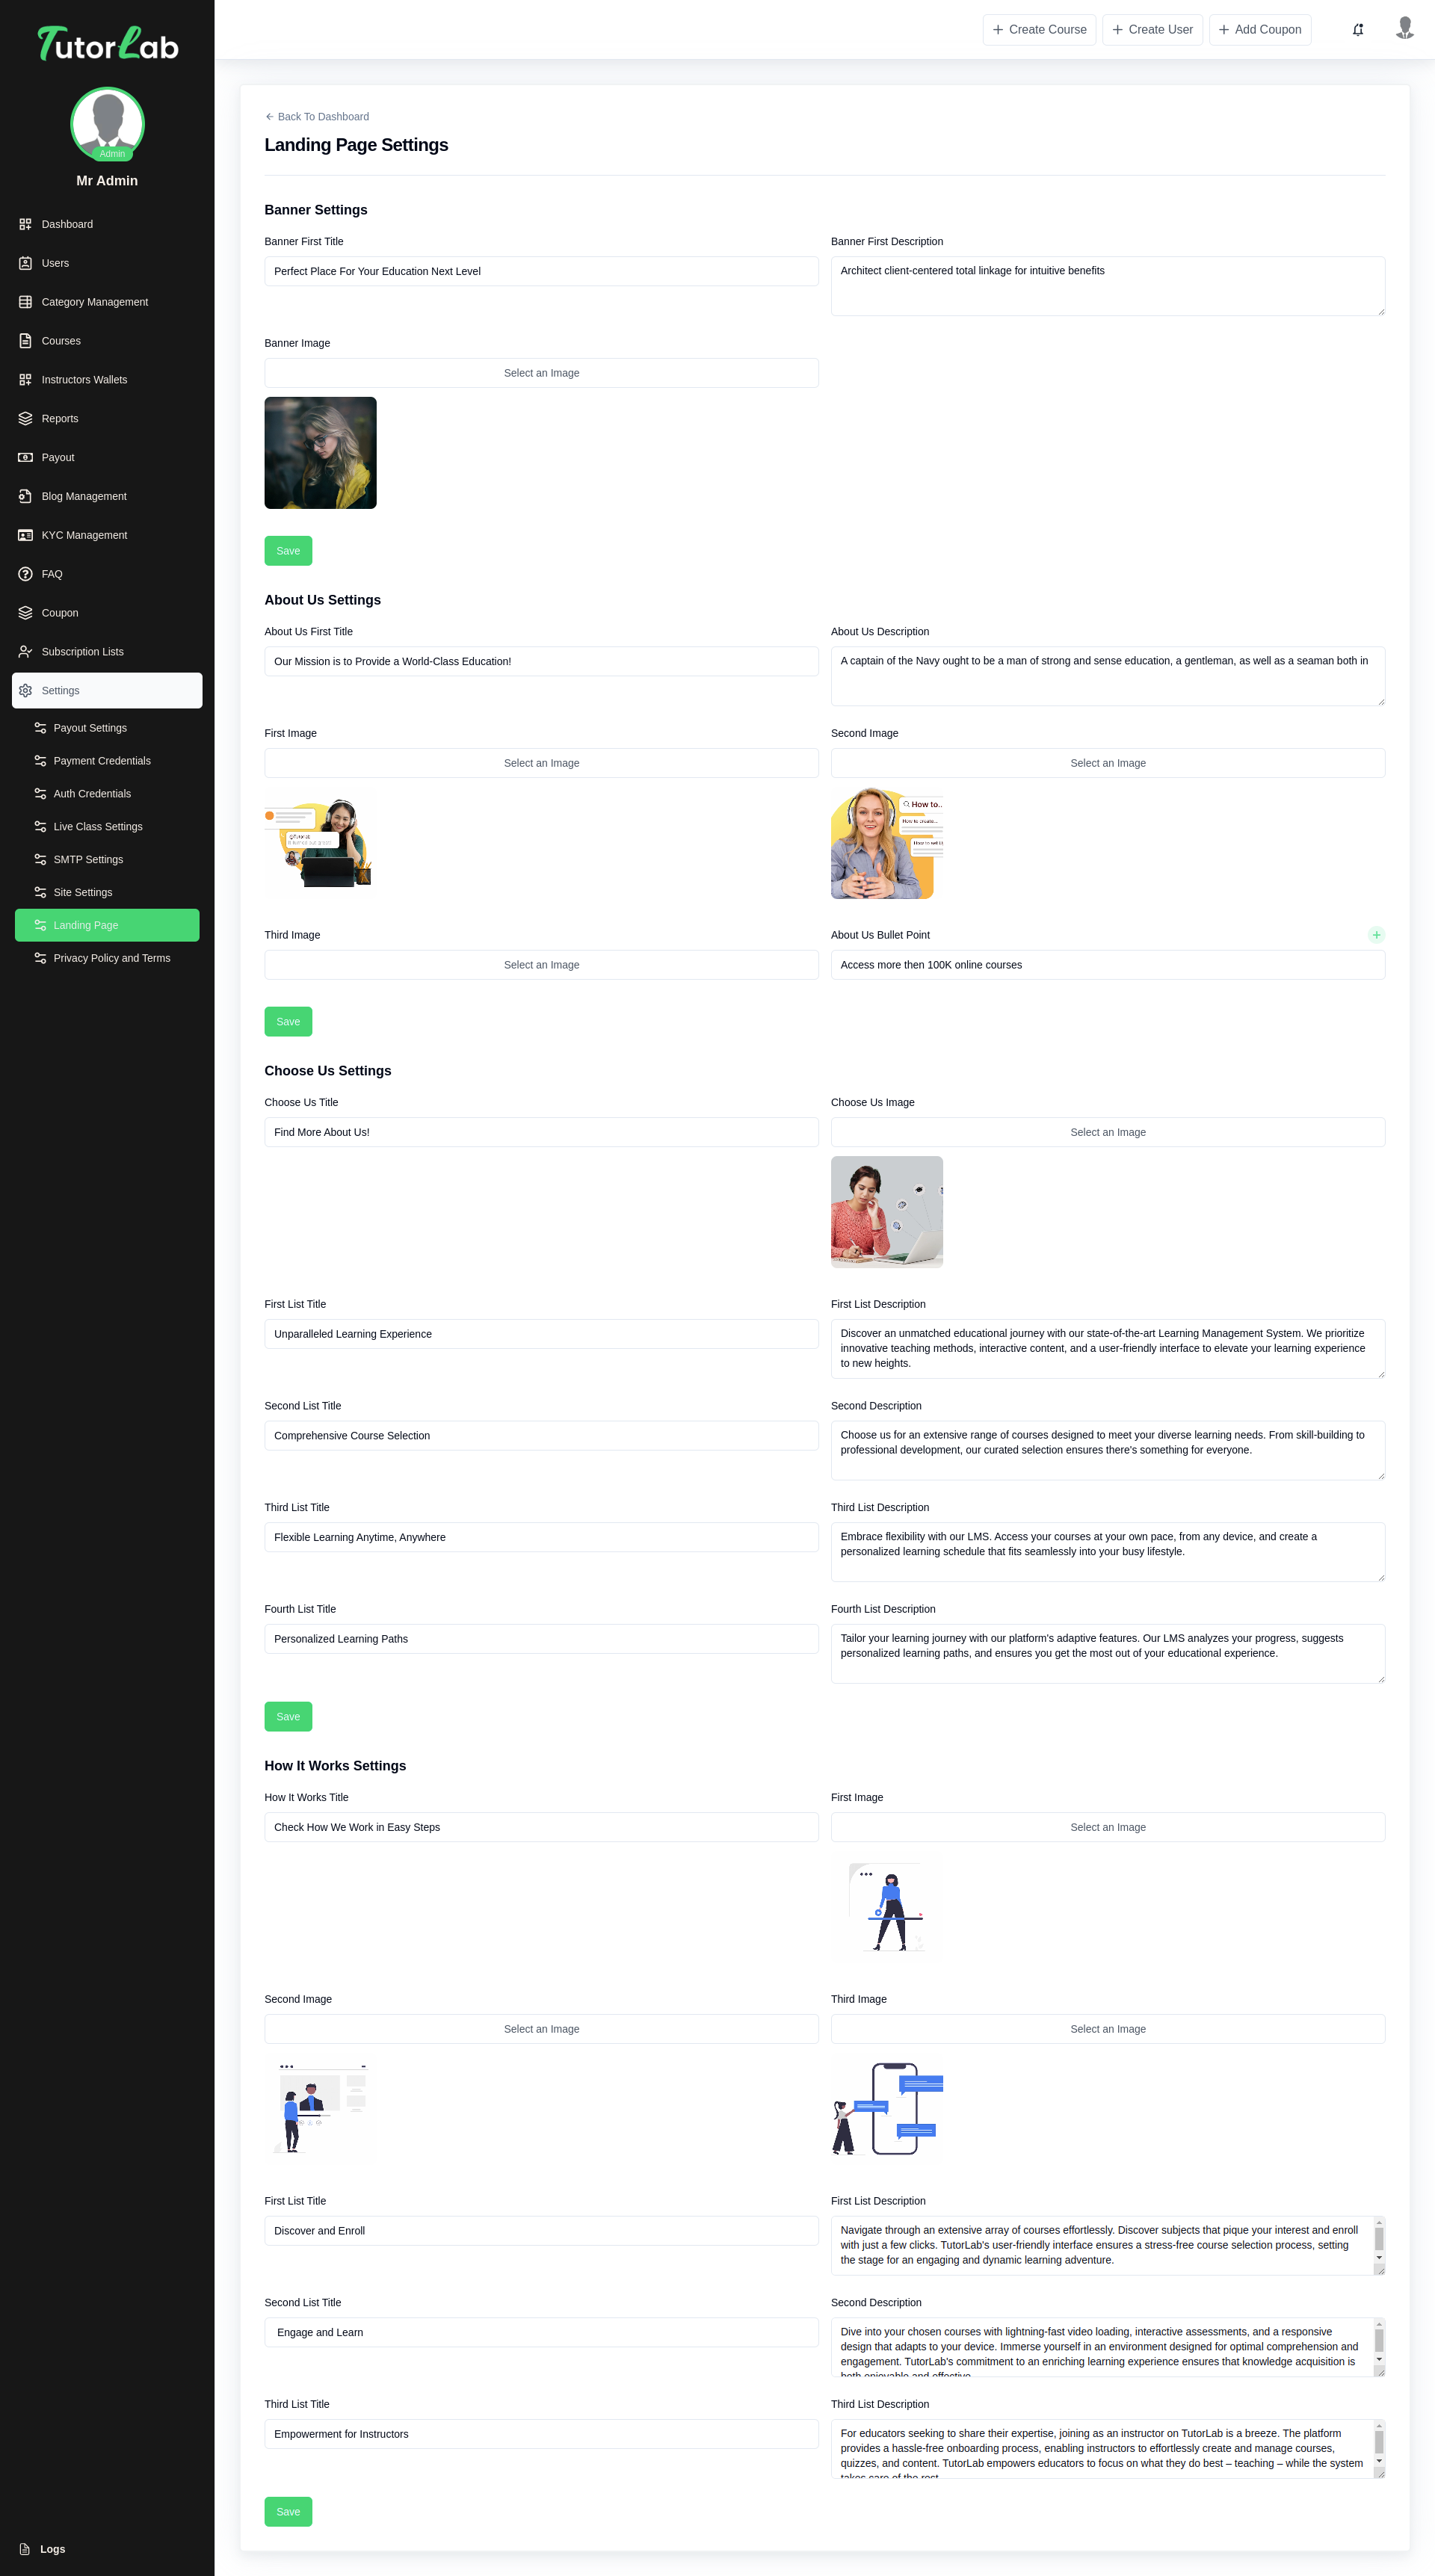 TutorLab
Create Course
Create User
Add Coupon
Admin
Mr Admin
Dashboard
Users
Category Management
Courses
Instructors Wallets
Reports
Payout
Blog Management
KYC Management
FAQ
Coupon
Subscription Lists
Settings
Payout Settings
Payment Credentials
Auth Credentials
Live Class Settings
SMTP Settings
Site Settings
Landing Page
Privacy Policy and Terms
Logs
Back To Dashboard
Landing Page Settings
Banner Settings
Banner First Title
Perfect Place For Your Education Next Level
Banner First Description
Architect client-centered total linkage for intuitive benefits
Banner Image
Select an Image
Save
About Us Settings
About Us First Title
Our Mission is to Provide a World-Class Education!
About Us Description
A captain of the Navy ought to be a man of strong and sense education, a gentleman, as well as a seaman both in
First Image
Select an Image
Second Image
Select an Image
How to..
How to create...
Third Image
Select an Image
About Us Bullet Point
Access more then 100K online courses
Save
Choose Us Settings
Choose Us Title
Find More About Us!
Choose Us Image
Select an Image
First List Title
Unparalleled Learning Experience
First List Description
Discover an unmatched educational journey with our state-of-the-art Learning Management System. We prioritize
innovative teaching methods, interactive content, and a user-friendly interface to elevate your learning experience
to new heights.
Second List Title
Comprehensive Course Selection
Second Description
Choose us for an extensive range of courses designed to meet your diverse learning needs. From skill-building to
professional development, our curated selection ensures there's something for everyone.
Third List Title
Flexible Learning Anytime, Anywhere
Third List Description
Embrace flexibility with our LMS. Access your courses at your own pace, from any device, and create a
personalized learning schedule that fits seamlessly into your busy lifestyle.
Fourth List Title
Personalized Learning Paths
Fourth List Description
Tailor your learning journey with our platform's adaptive features. Our LMS analyzes your progress, suggests
personalized learning paths, and ensures you get the most out of your educational experience.
Save
How It Works Settings
How It Works Title
Check How We Work in Easy Steps
First Image
Select an Image
Second Image
Select an Image
Third Image
Select an Image
First List Title
Discover and Enroll
First List Description
Navigate through an extensive array of courses effortlessly. Discover subjects that pique your interest and enroll
with just a few clicks. TutorLab's user-friendly interface ensures a stress-free course selection process, setting
the stage for an engaging and dynamic learning adventure.
Second List Title
Engage and Learn
Second Description
Dive into your chosen courses with lightning-fast video loading, interactive assessments, and a responsive
design that adapts to your device. Immerse yourself in an environment designed for optimal comprehension and
engagement. TutorLab's commitment to an enriching learning experience ensures that knowledge acquisition is
both enjoyable and effective.
Third List Title
Empowerment for Instructors
Third List Description
For educators seeking to share their expertise, joining as an instructor on TutorLab is a breeze. The platform
provides a hassle-free onboarding process, enabling instructors to effortlessly create and manage courses,
quizzes, and content. TutorLab empowers educators to focus on what they do best – teaching – while the system
takes care of the rest.
Save